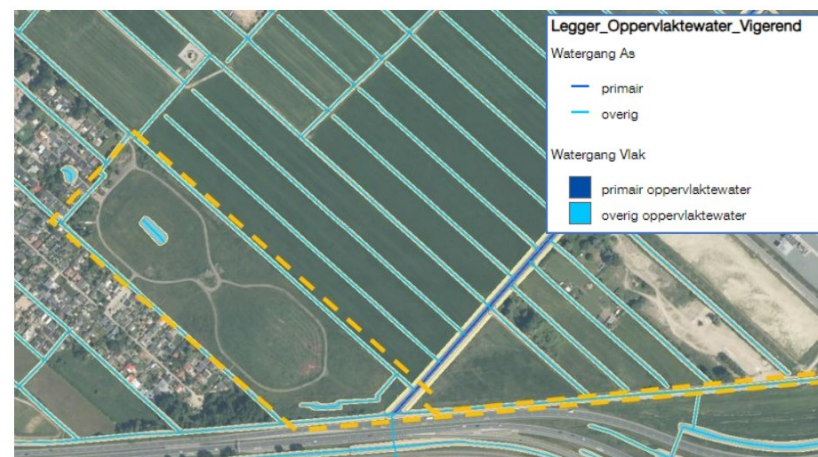 Legger_Oppervlaktewater_Vigerend
Watergang As
primair
overig
Watergang Vlak
primair oppervlaktewater
overig oppervlaktewater